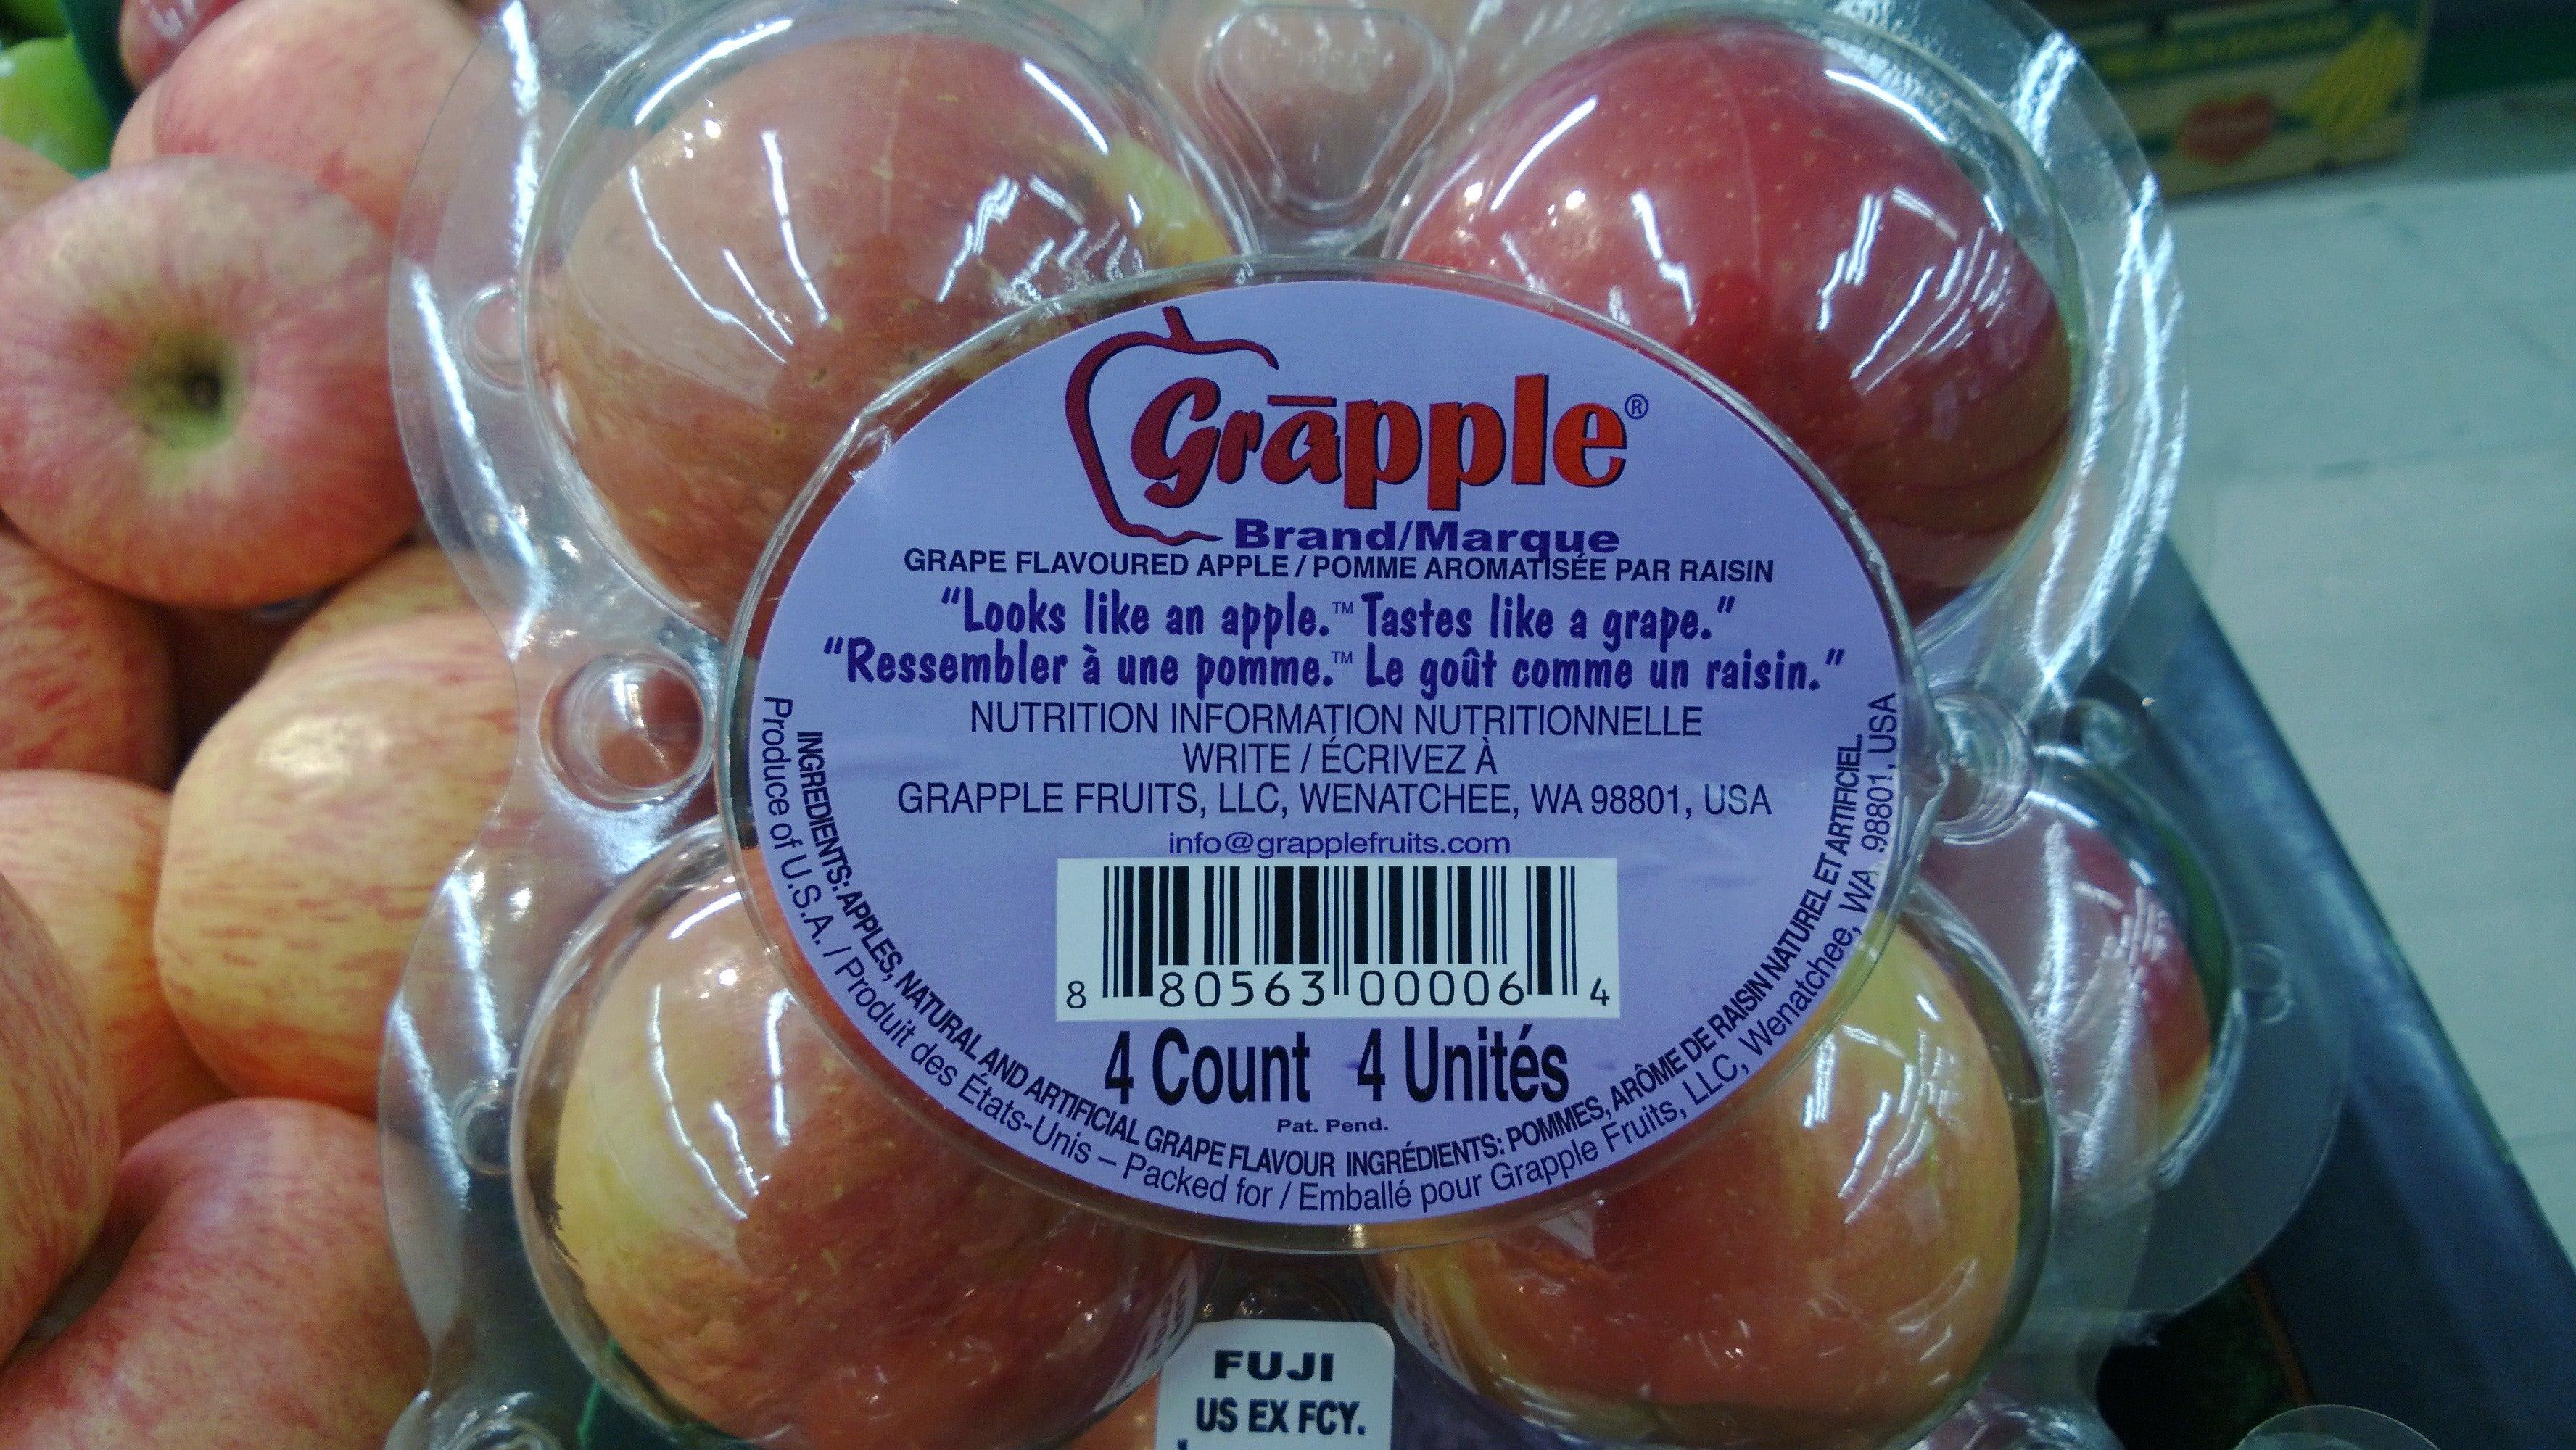 Grāpple®
Brand/Marque
GRAPE FLAVOURED APPLE / POMME AROMATISÉE PAR RAISIN
"Looks like an apple.™ Tastes like a grape."
"Ressembler à une pomme.™ Le goût comme un raisin."
NUTRITION INFORMATION NUTRITIONNELLE
WRITE / ÉCRIVEZ À
GRAPPLE FRUITS, LLC, WENATCHEE, WA 98801, USA
info@grapplefruits.com
8 80563 00006 4
4 Count 4 Unités
Pat. Pend.
INGREDIENTS: APPLES, NATURAL AND ARTIFICIAL GRAPE FLAVOUR INGRÉDIENTS: POMMES, ARÔME DE RAISIN NATUREL ET ARTIFICIEL.
Produce of U.S.A. / Produit des États-Unis – Packed for / Emballé pour Grapple Fruits, LLC, Wenatchee, WA 98801, USA
FUJI
US EX FCY.